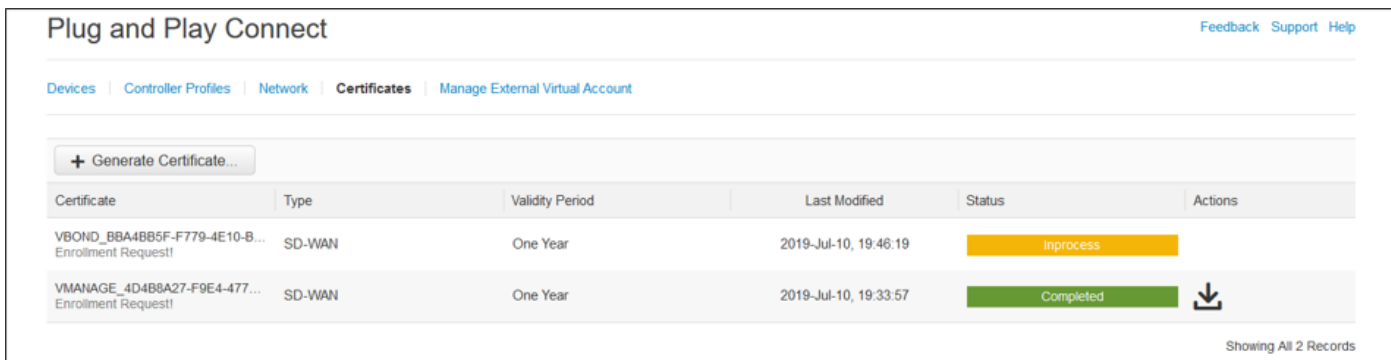 Plug and Play Connect
Feedback Support Help
Devices Controller Profiles Network Certificates Manage External Virtual Account
+ Generate Certificate...
Certificate Type Validity Period Last Modified Status Actions
VBOND_BBA4BB5F-F779-4E10-B... SD-WAN One Year 2019-Jul-10, 19:46:19 Inprocess
Enrollment Request!
VMANAGE_4D4B8A27-F9E4-477... SD-WAN One Year 2019-Jul-10, 19:33:57 Completed
Enrollment Request!
Showing All 2 Records